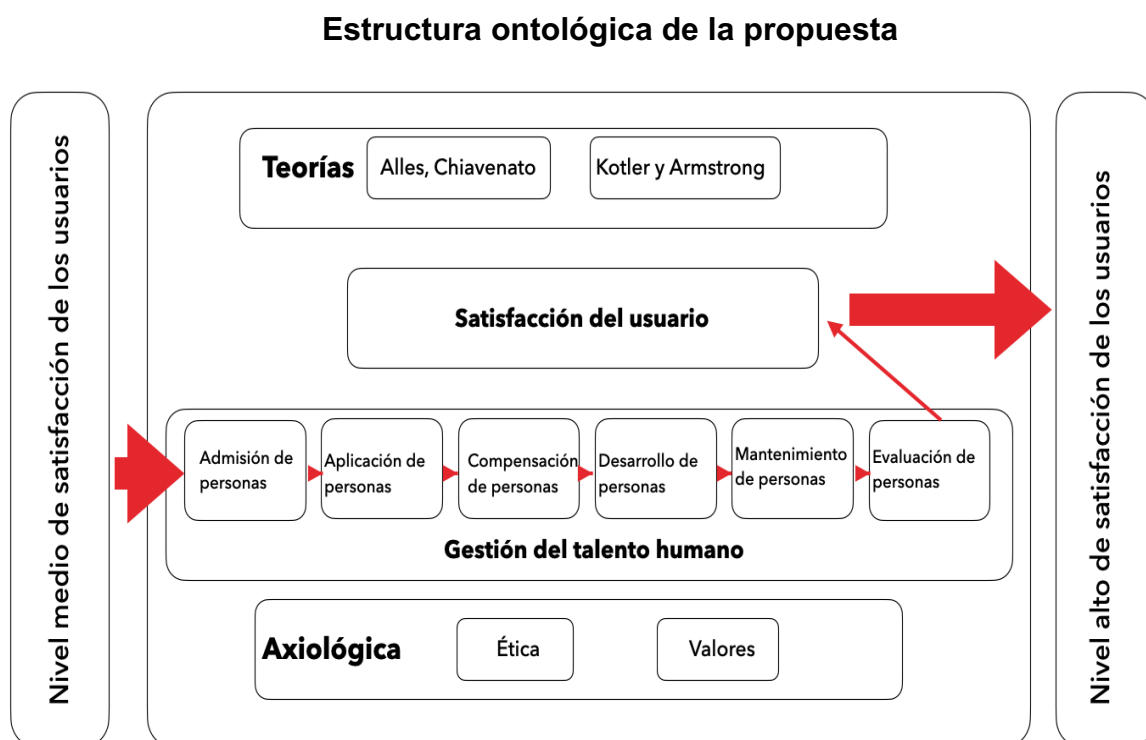 Estructura ontológica de la propuesta
Nivel medio de satisfacción de los usuarios
Teorías
Alles, Chiavenato
Kotler y Armstrong
Satisfacción del usuario
Admisión de
personas
Aplicación de
personas
Compensación
de personas
Desarrollo de
personas
Mantenimiento
de personas
Evaluación de
personas
Gestión del talento humano
Axiológica
Ética
Valores
Nivel alto de satisfacción de los usuarios